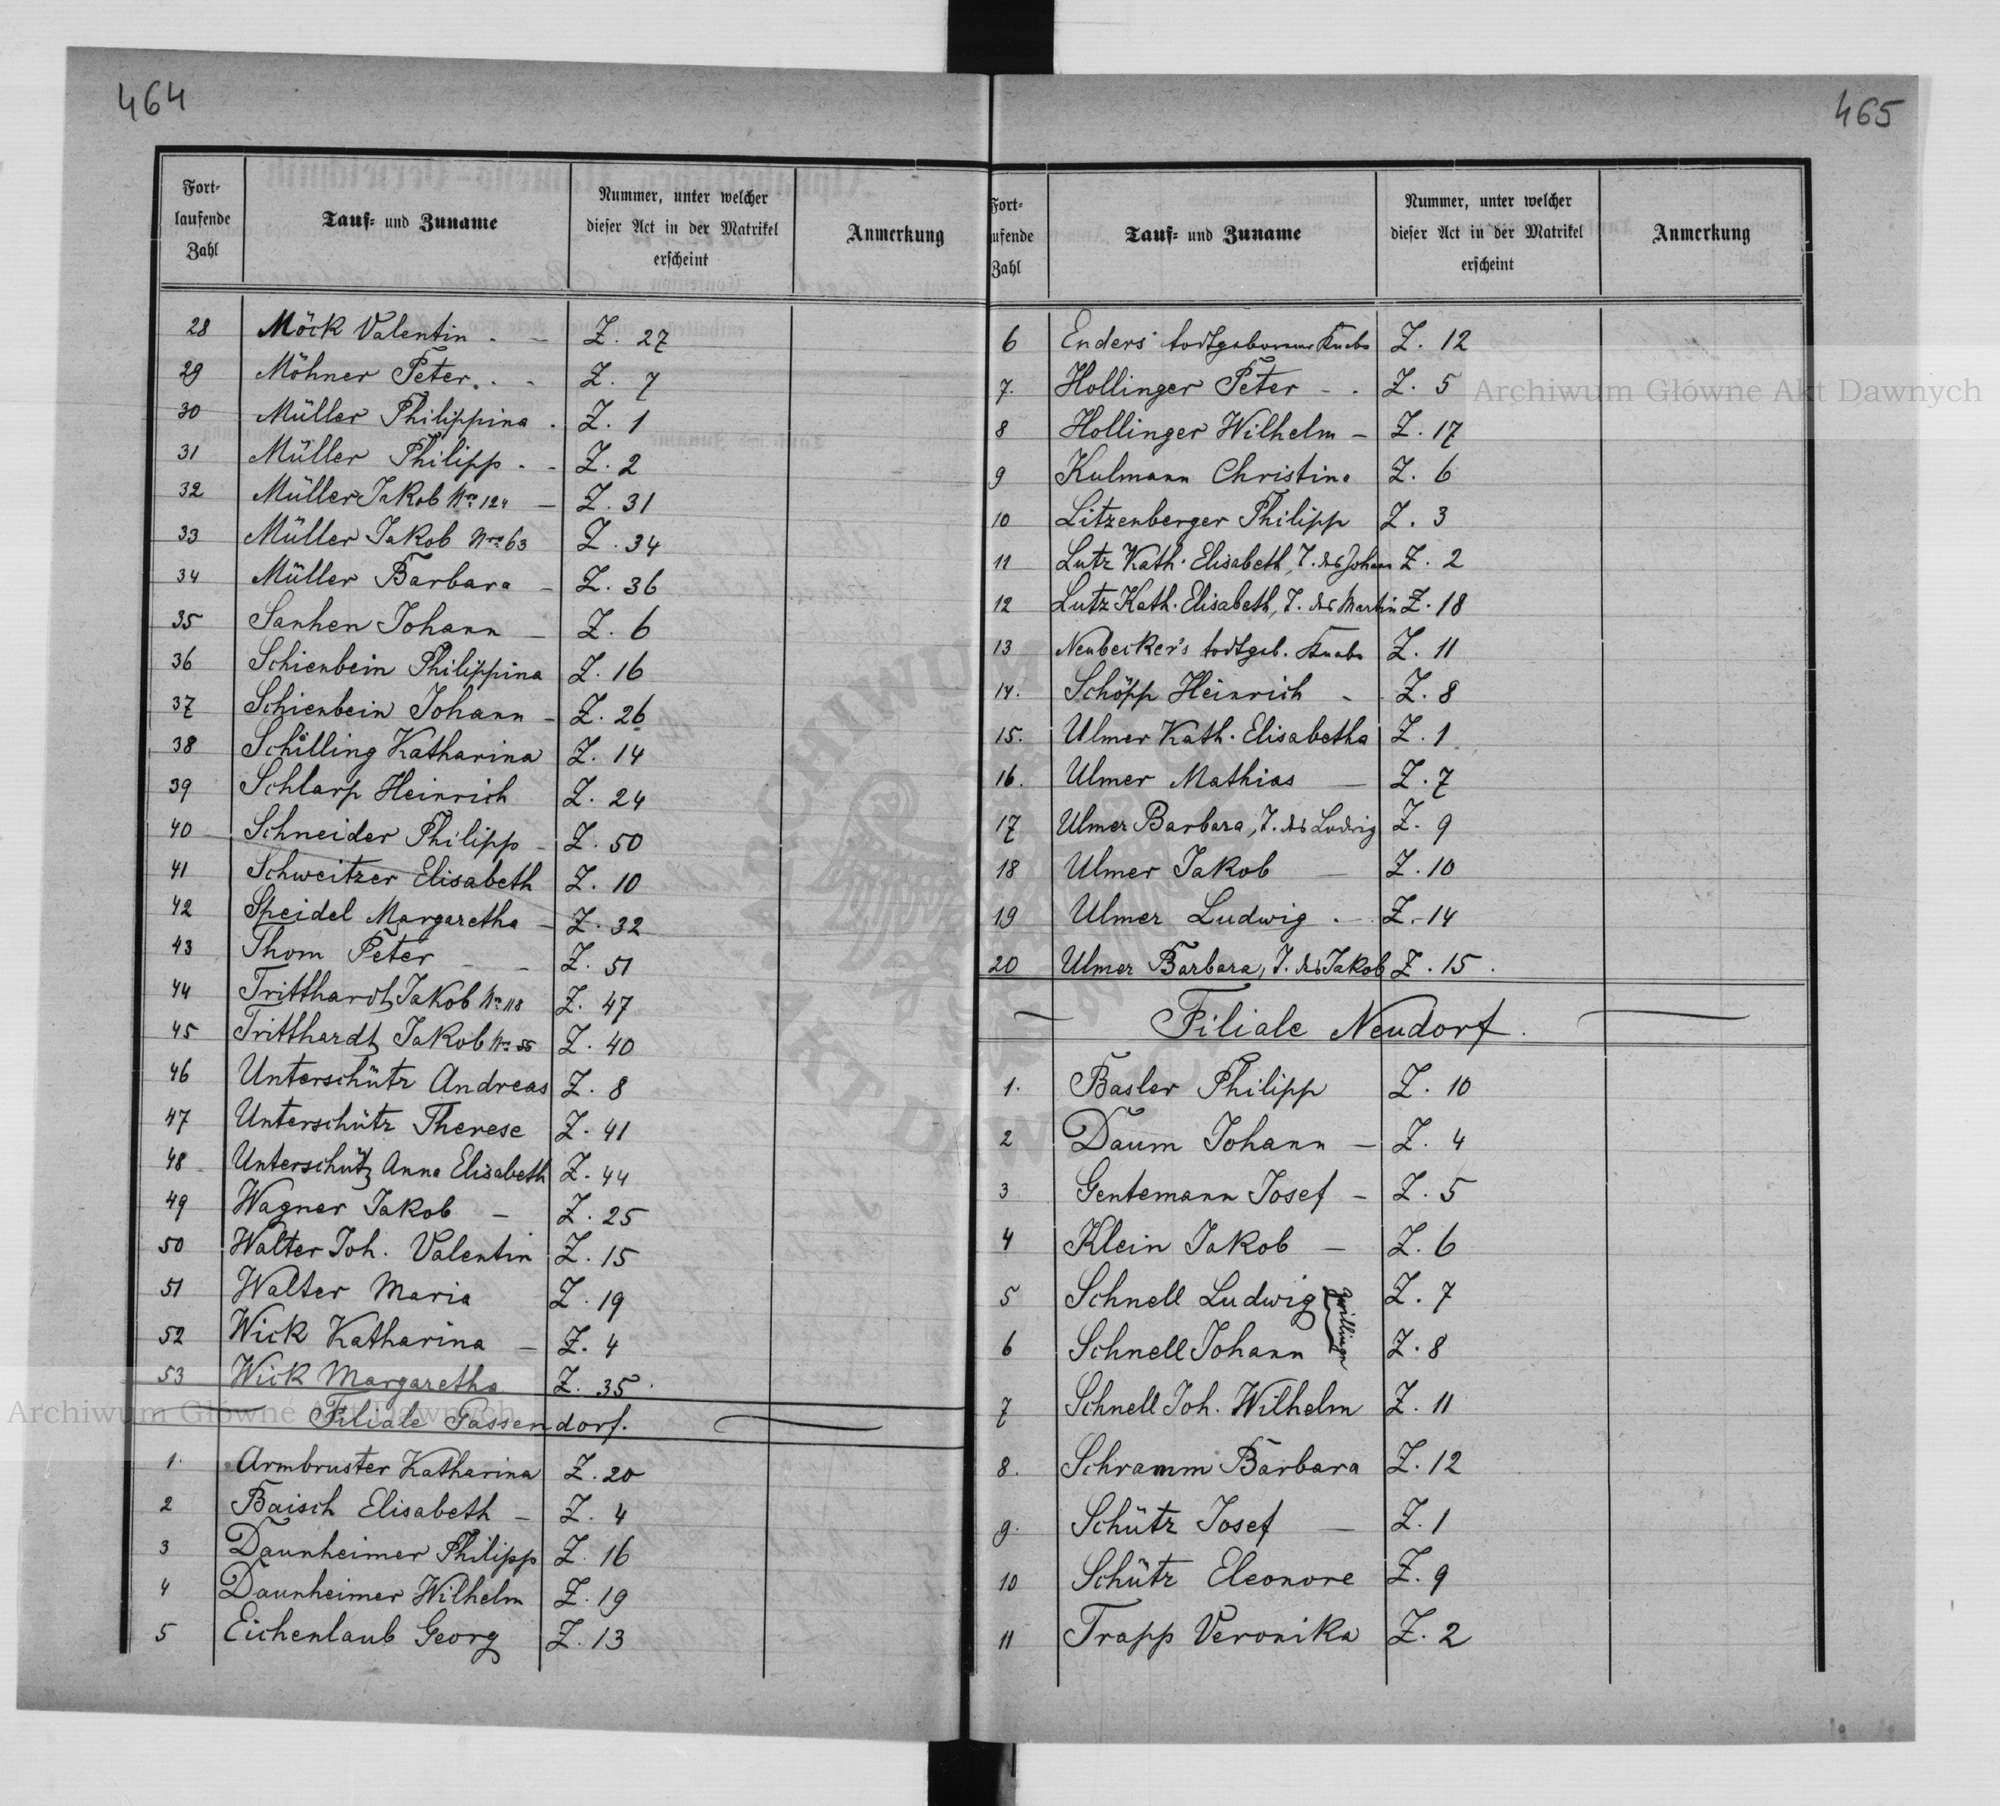 464
Fort-
laufende
Zahl
Tauf= und Zuname
Nummer, unter welcher
dieser Act in der Matrikel
erscheint
Anmerkung
28 Möck Valentin . – Z. 27
29 Möhner Peter . . - Z. 7
30 Müller Philippina . Z. 1
31 Müller Philipp . - Z. 2
32 Müller Jakob Nro 124 – Z. 31
33 Müller Jakob Nro 63 Z. 34
34 Müller Barbara – Z. 36
35 Sanhen Johann – Z. 6
36 Schienbein Philippina Z. 16
37 Schienbein Johann – Z. 26
38 Schilling Katharina Z. 14
39 Schlarp Heinrich Z. 24
40 Schneider Philipp – Z. 50
41 Schweitzer Elisabeth Z. 10
42 Speidel Margaretha – Z. 32
43 Thom Peter – – Z. 51
44 Tritthardt Jakob No 118 Z. 47
45 Tritthardt Jakob No 55 Z. 40
46 Unterschütz Andreas Z. 8
47 Unterschütz Therese Z. 41
48 Unterschütz Anna Elisabeth Z. 44
49 Wagner Jakob – Z. 25
50 Walter Joh. Valentin Z. 15
51 Walter Maria Z. 19
52 Wick Katharina – Z. 4
53 Wick Margaretha Z. 35
Filiale Gassendorf.
1. Armbruster Katharina Z. 20
2 Baisch Elisabeth – Z. 4
3 Daunheimer Philipp Z. 16
4 Daunheimer Wilhelm Z. 19
5 Eichenlaub Georg Z. 13
465
Fort-
ufende
Zahl
Tauf= und Zuname
Nummer, unter welcher
dieser Act in der Matrikel
erscheint
Anmerkung
6 Enders' todtgeborener Knabe Z. 12
7. Hollinger Peter - . Z. 5
8 Hollinger Wilhelm – Z. 17
9 Kulmann Christina Z. 6
10 Litzenberger Philipp Z. 3
11 Lutz Kath. Elisabeth, T. des Johann Z. 2
12 Lutz Kath. Elisabeth, T. des Martin Z. 18
13 Neubecker's todtgeb. Knabe Z. 11
14. Schöpp Heinrich - . Z. 8
15. Ulmer Kath. Elisabetha Z. 1
16. Ulmer Mathias – Z. 7
17 Ulmer Barbara, T. des Ludwig Z. 9
18 Ulmer Jakob – Z. 10
19 Ulmer Ludwig . – Z. 14
20 Ulmer Barbara, T. des Jakob Z. 15.
Filiale Neudorf.
1. Basler Philipp Z. 10
2 Daum Johann – Z. 4
3 Gentemann Josef – Z. 5
4 Klein Jakob – Z. 6
5 Schnell Ludwig Z. 7
Zwillinge
6 Schnell Johann Z. 8
7 Schnell Joh. Wilhelm Z. 11
8. Schramm Barbara Z. 12
9. Schütz Josef – Z. 1
10 Schütz Eleonore Z. 9
11 Trapp Veronika Z. 2
Archiwum Główne Akt Dawnych
Archiwum Główne Akt Dawnych